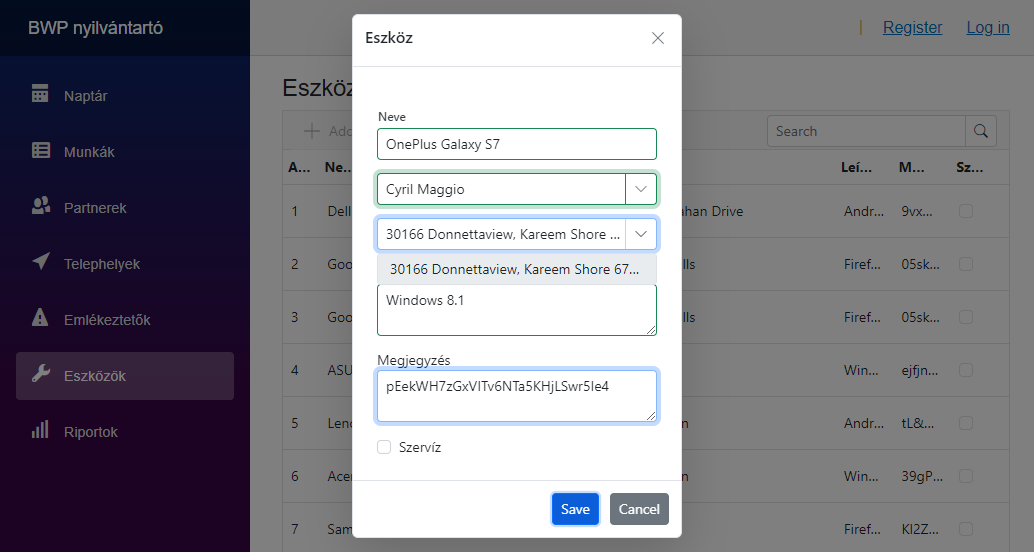 BWP nyilvántartó
Naptár
Munkák
Partnerek
Telephelyek
Emlékeztetők
Eszközök
Riportok
Register
Log in
Eszköz
Add
Search
A...
Ne...
Leí...
M...
Sz...
1
Dell
han Drive
Andr...
9vx...
2
Goo
lls
Firef...
05sk...
3
Goo
lls
Firef...
05sk...
4
ASU
Win...
ejfjn...
5
Leno
n
Andr...
tL&...
6
Acer
n
Win...
39gP...
7
Sam
Firef...
KI2Z...
Eszköz
Neve
OnePlus Galaxy S7
Cyril Maggio
30166 Donnettaview, Kareem Shore ...
30166 Donnettaview, Kareem Shore 67...
Windows 8.1
Megjegyzés
pEekWH7zGxVITv6NTa5KHjLSwr5Ie4
Szervíz
Save
Cancel